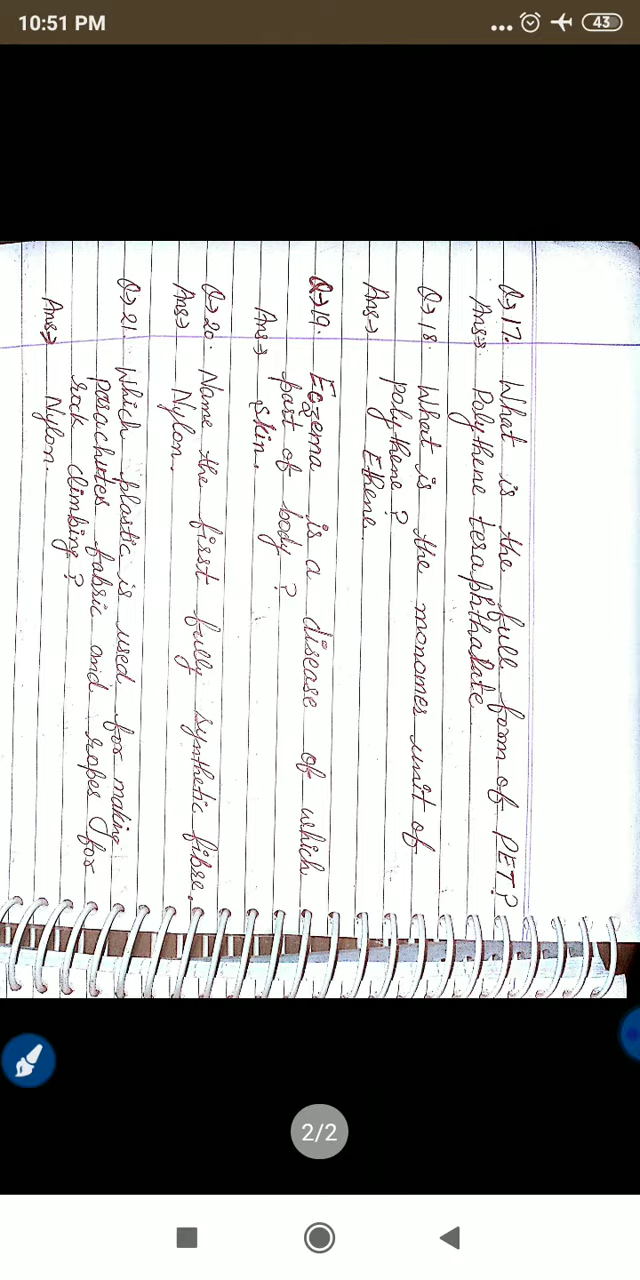 10:51 PM
43
Q→17. What is the full form of PET?
Ans⇒ Polythene teraphthalate.
Q→18. What is the monomer unit of
polythene?
Ans→ Ethene.
Q→19. Eczema is a disease of which
part of body?
Ans→ Skin.
Q→20. Name the first fully synthetic fibre.
Ans→ Nylon.
Q→21. Which plastic is used for making
parachutes fabric and ropes for
rock climbing?
Ans→ Nylon.
2/2